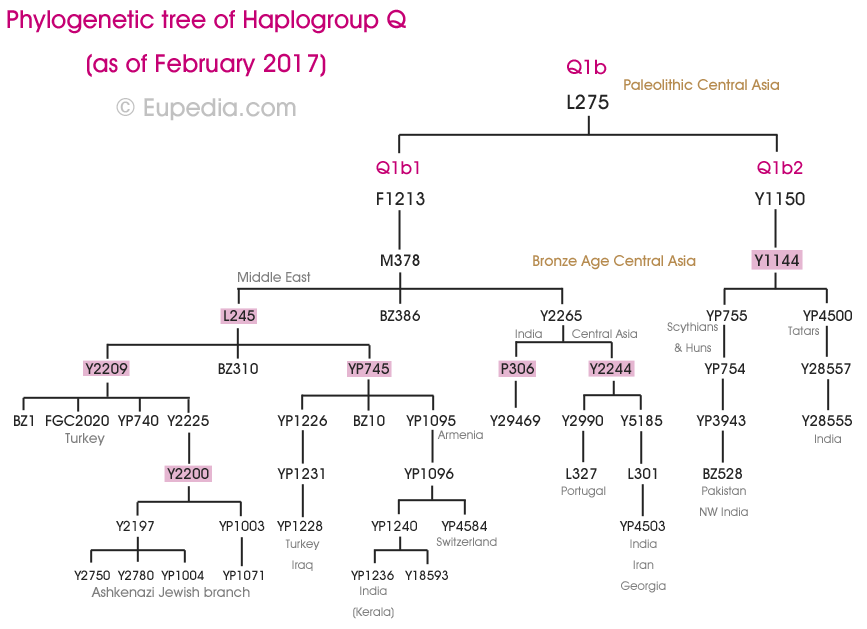 Phylogenetic tree of Haplogroup Q
(as of February 2017)
© Eupedia.com
Q1b
L275
Paleolithic Central Asia
Q1b1
Q1b2
F1213
Y1150
M378
Bronze Age Central Asia
Y1144
Middle East
L245
BZ386
Y2265
YP755
YP4500
India
Central Asia
Scythians
& Huns
Tatars
Y2209
BZ310
YP745
P306
Y2244
YP754
Y28557
BZ1
FGC2020
YP740
Y2225
YP1226
BZ10
YP1095
Y29469
Y2990
Y5185
YP3943
Y28555
Turkey
Armenia
India
Y2200
YP1231
YP1096
L327
L301
BZ528
Portugal
Pakistan
NW India
Y2197
YP1003
YP1228
YP1240
YP4584
YP4503
Turkey
Iraq
Switzerland
India
Iran
Georgia
Y2750
Y2780
YP1004
YP1071
YP1236
Y18593
Ashkenazi Jewish branch
India
(Kerala)